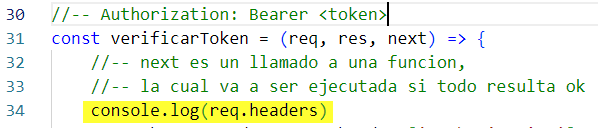 30 //-- Authorization: Bearer <token>
31 const verificarToken = (req, res, next) => {
32 //-- next es un llamado a una funcion,
33 //-- la cual va a ser ejecutada si todo resulta ok
34 console.log(req.headers)